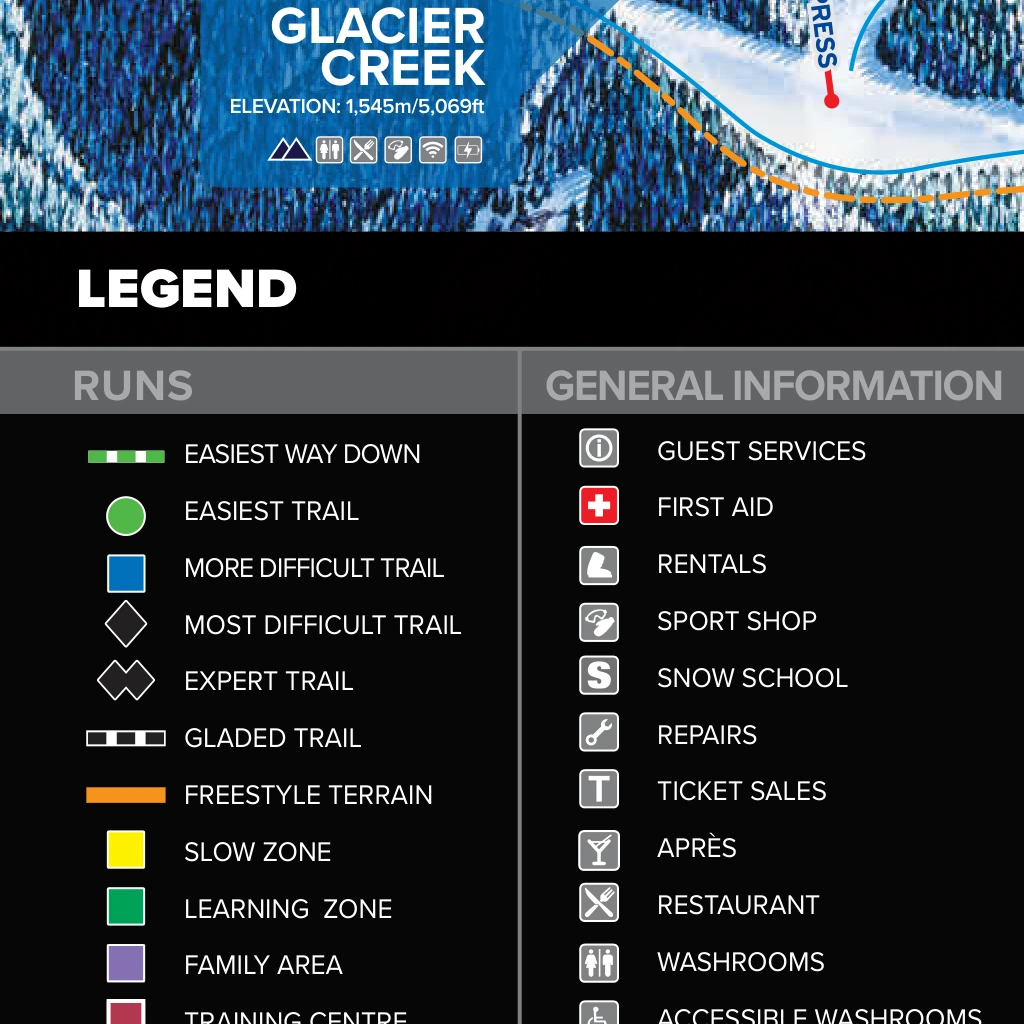 GLACIER
CREEK
ELEVATION: 1,545m/5,069ft
PRESS
LEGEND
RUNS
EASIEST WAY DOWN
EASIEST TRAIL
MORE DIFFICULT TRAIL
MOST DIFFICULT TRAIL
EXPERT TRAIL
GLADED TRAIL
FREESTYLE TERRAIN
SLOW ZONE
LEARNING ZONE
FAMILY AREA
TRAINING CENTRE
GENERAL INFORMATION
GUEST SERVICES
FIRST AID
RENTALS
SPORT SHOP
S SNOW SCHOOL
REPAIRS
T TICKET SALES
APRÈS
RESTAURANT
WASHROOMS
ACCESSIBLE WASHROOMS